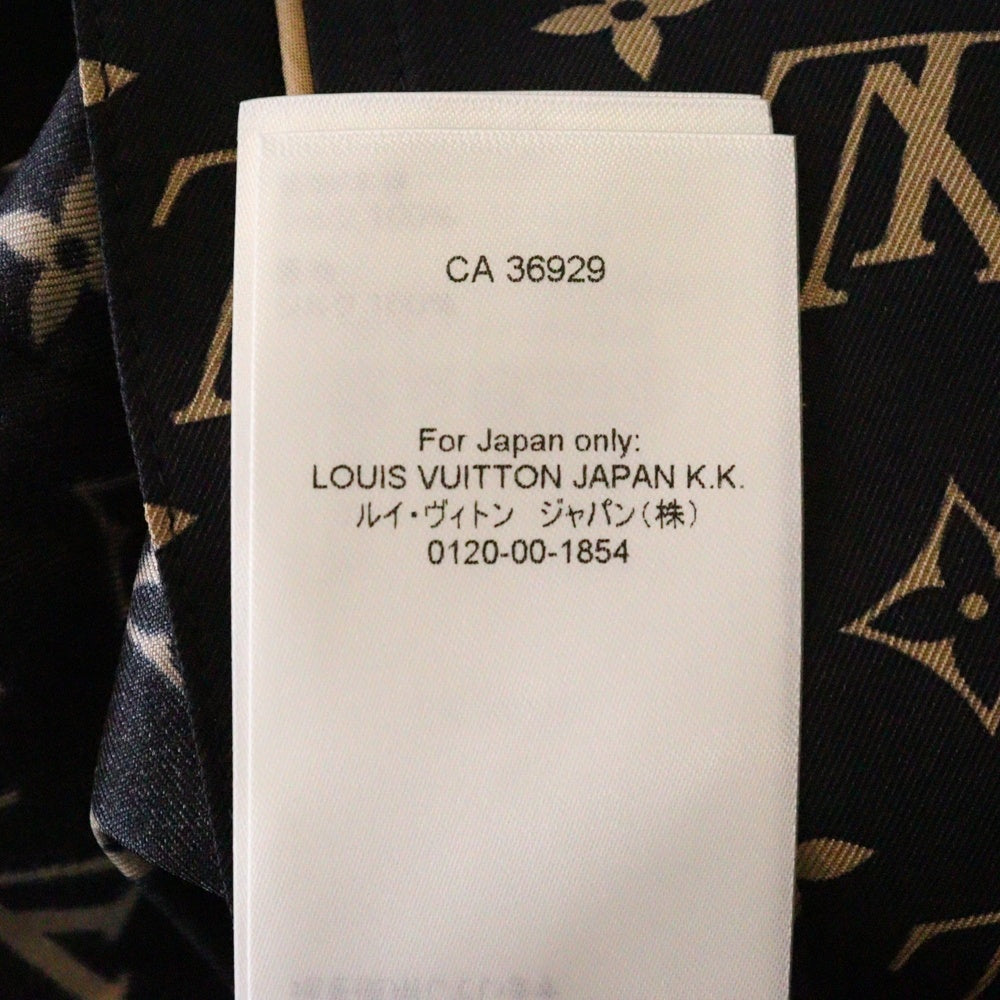 CA 36929
For Japan only:
LOUIS VUITTON JAPAN K.K.
ルイ・ヴィトン ジャパン(株)
0120-00-1854